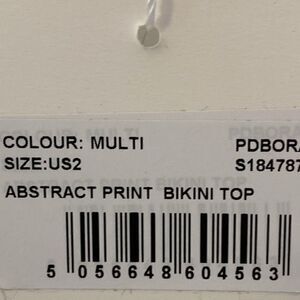 COLOUR: MULTI PDBORA
SIZE:US2 S184787
ABSTRACT PRINT BIKINI TOP
5 056648 604563